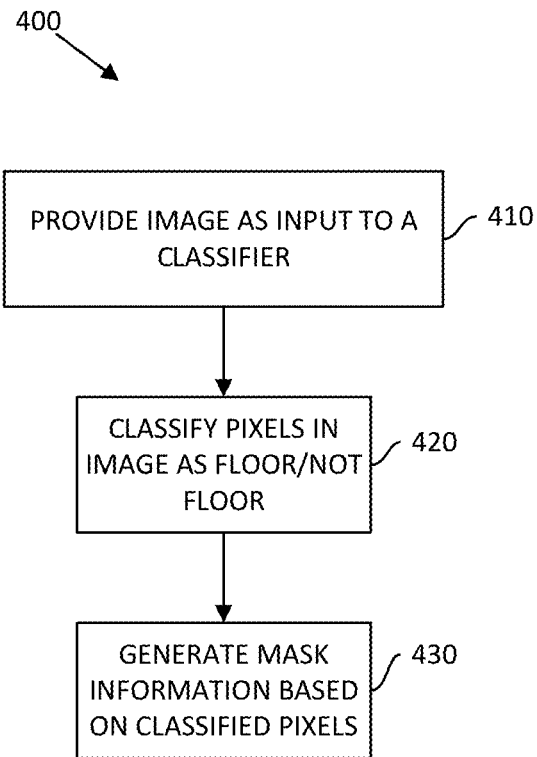 400
PROVIDE IMAGE AS INPUT TO A
CLASSIFIER
410
CLASSIFY PIXELS IN
IMAGE AS FLOOR/NOT
FLOOR
420
GENERATE MASK
INFORMATION BASED
ON CLASSIFIED PIXELS
430